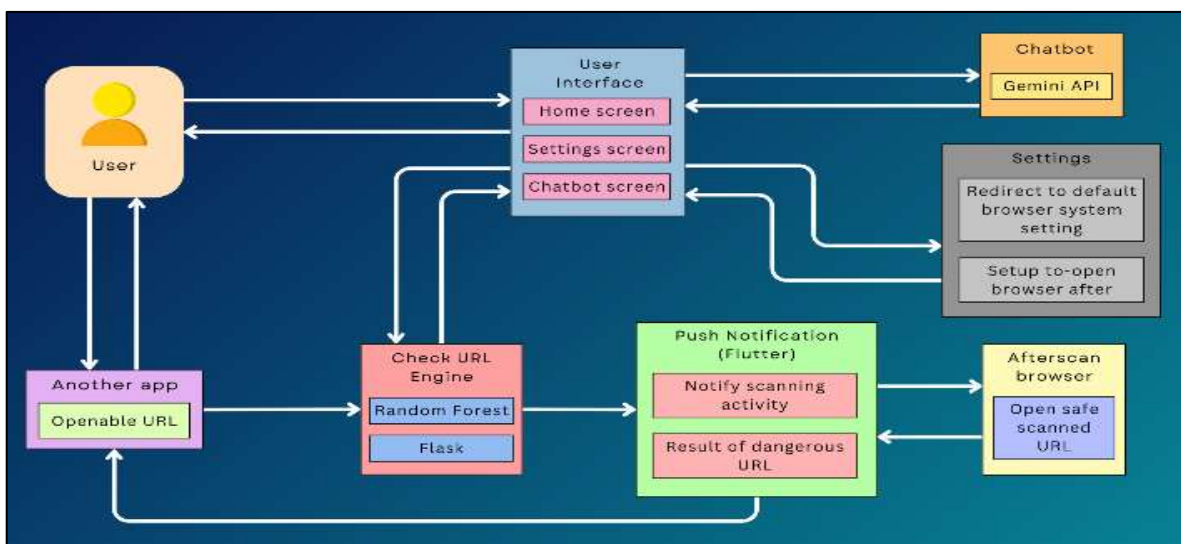 User
User
Interface
Home screen
Settings screen
Chatbot screen
Chatbot
Gemini API
Settings
Redirect to default
browser system
setting
Setup to-open
browser after
Another app
Openable URL
Check URL
Engine
Random Forest
Flask
Push Notification
(Flutter)
Notify scanning
activity
Result of dangerous
URL
Afterscan
browser
Open safe
scanned
URL